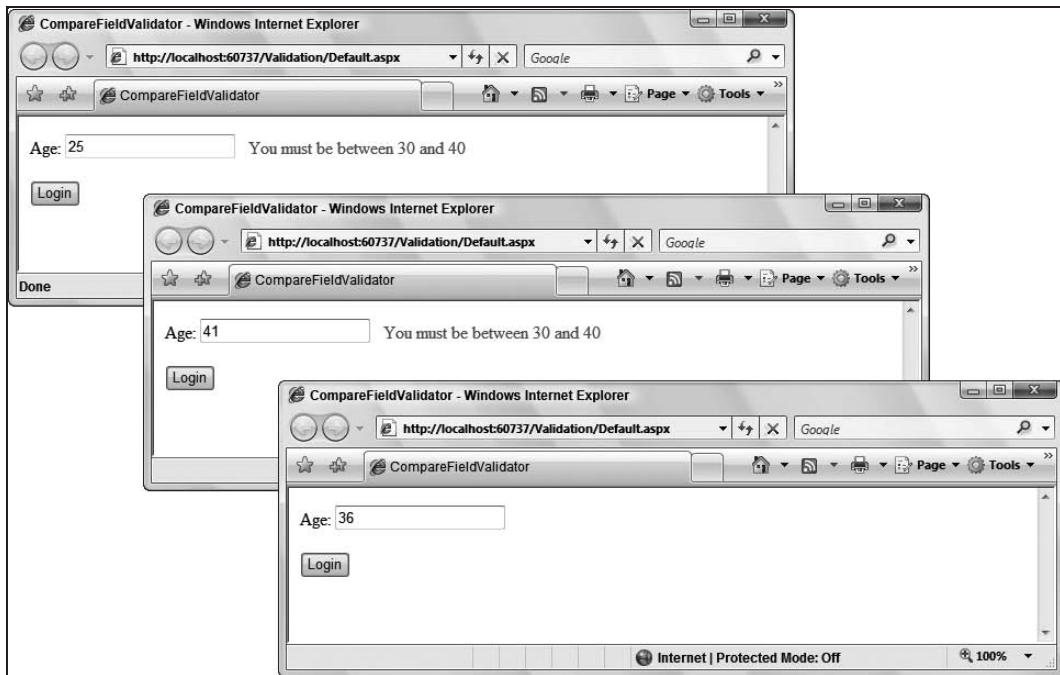 CompareFieldValidator - Windows Internet Explorer
http://localhost:60737/Validation/Default.aspx
Google
CompareFieldValidator
Page
Tools
Age: 25 You must be between 30 and 40
Login
Done
CompareFieldValidator - Windows Internet Explorer
http://localhost:60737/Validation/Default.aspx
Google
CompareFieldValidator
Page
Tools
Age: 41 You must be between 30 and 40
Login
CompareFieldValidator - Windows Internet Explorer
http://localhost:60737/Validation/Default.aspx
Google
CompareFieldValidator
Page
Tools
Age: 36
Login
Internet | Protected Mode: Off
100%